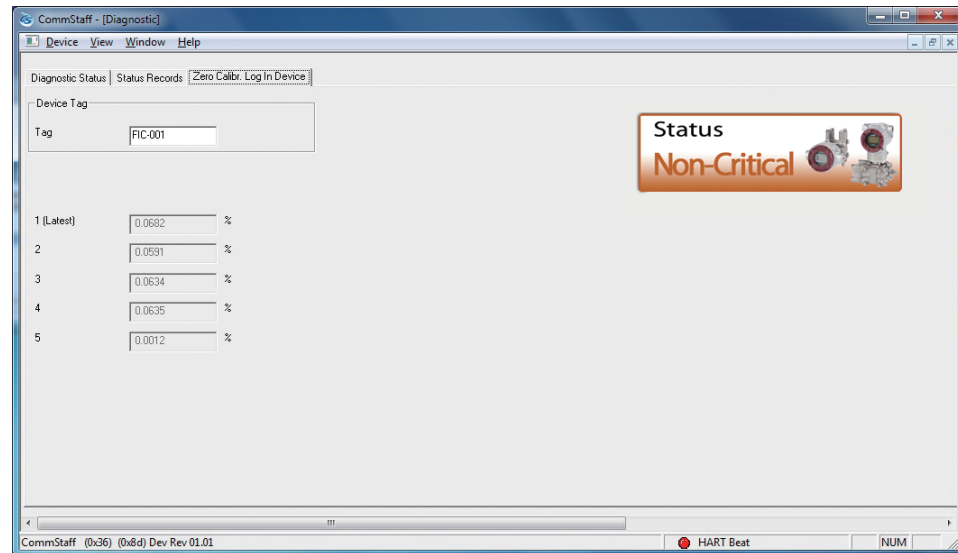 CommStaff - [Diagnostic]
Device View Window Help
Diagnostic Status Status Records Zero Calibr. Log In Device
Device Tag
Tag FIC-001
Status
Non-Critical
1 (Latest) 0.0682 %
2 0.0591 %
3 0.0634 %
4 0.0635 %
5 0.0012 %
CommStaff (0x36) (0x8d) Dev Rev 01.01 HART Beat NUM